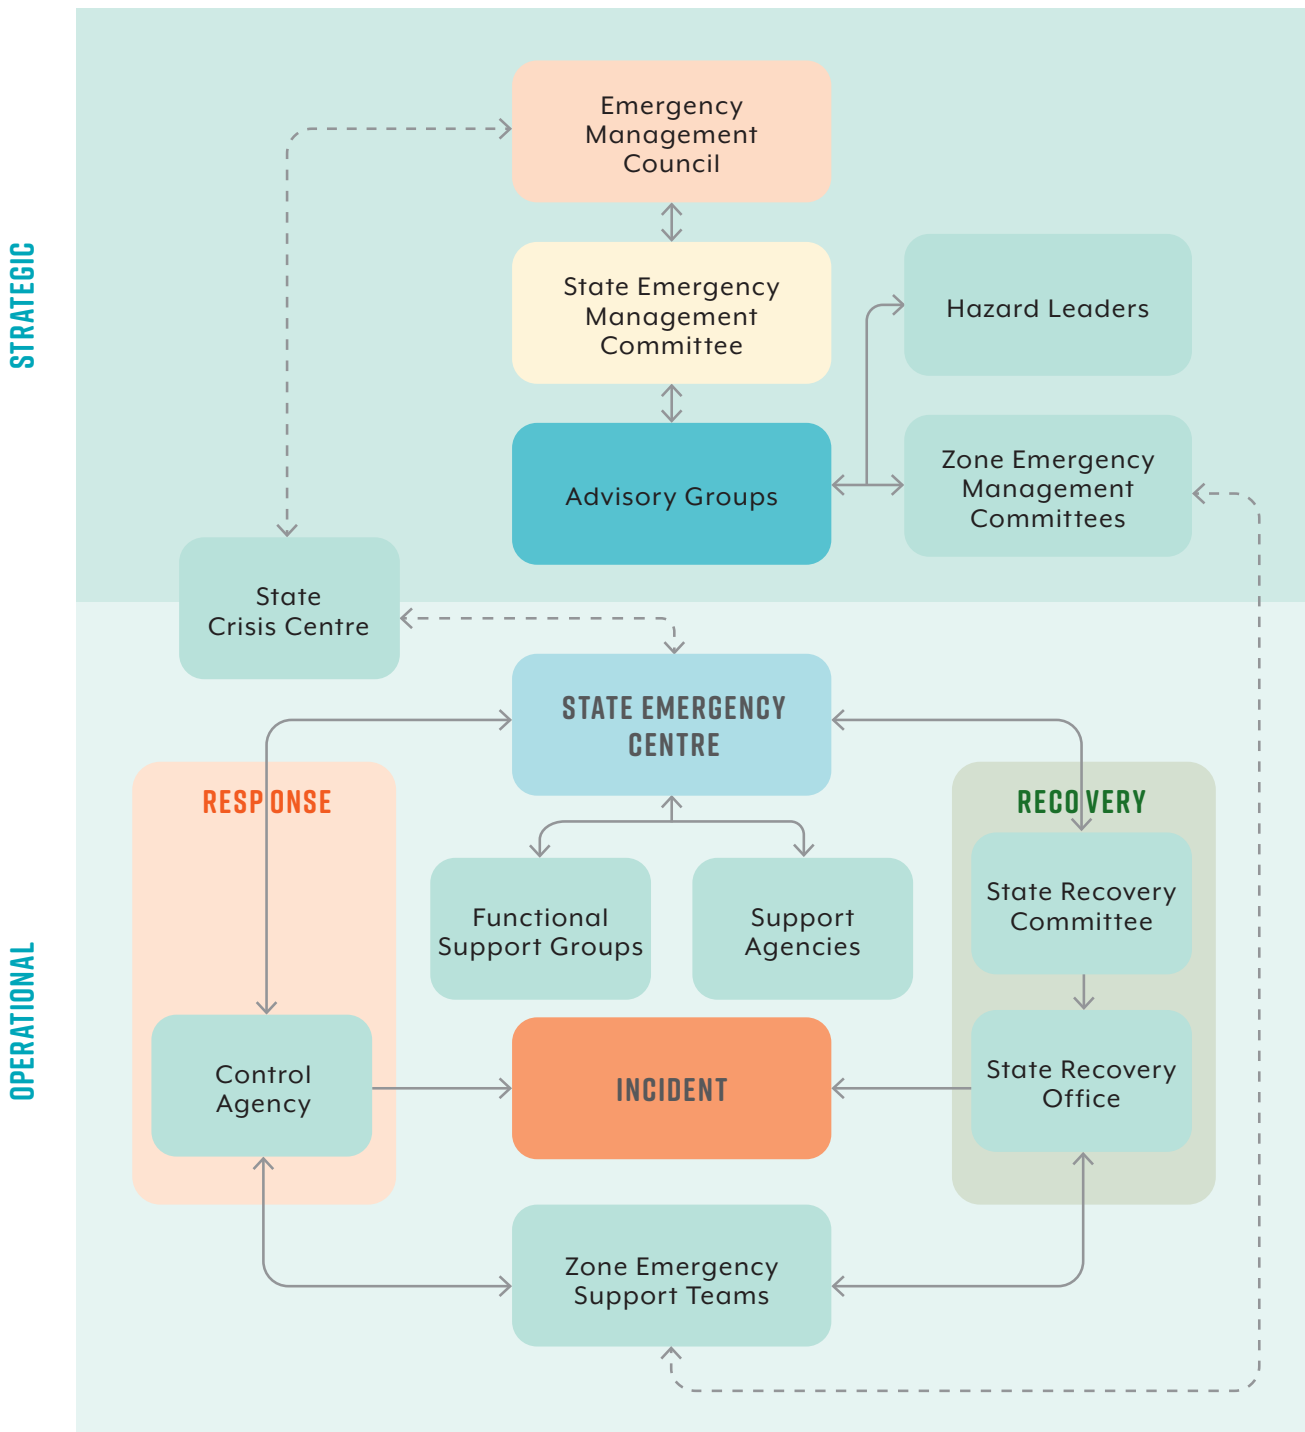 STRATEGIC
Emergency
Management
Council
State Emergency
Management
Committee
Hazard Leaders
Advisory Groups
Zone Emergency
Management
Committees
State
Crisis Centre
OPERATIONAL
STATE EMERGENCY
CENTRE
RESPONSE
RECOVERY
Functional
Support Groups
Support
Agencies
State Recovery
Committee
Control
Agency
INCIDENT
State Recovery
Office
Zone Emergency
Support Teams